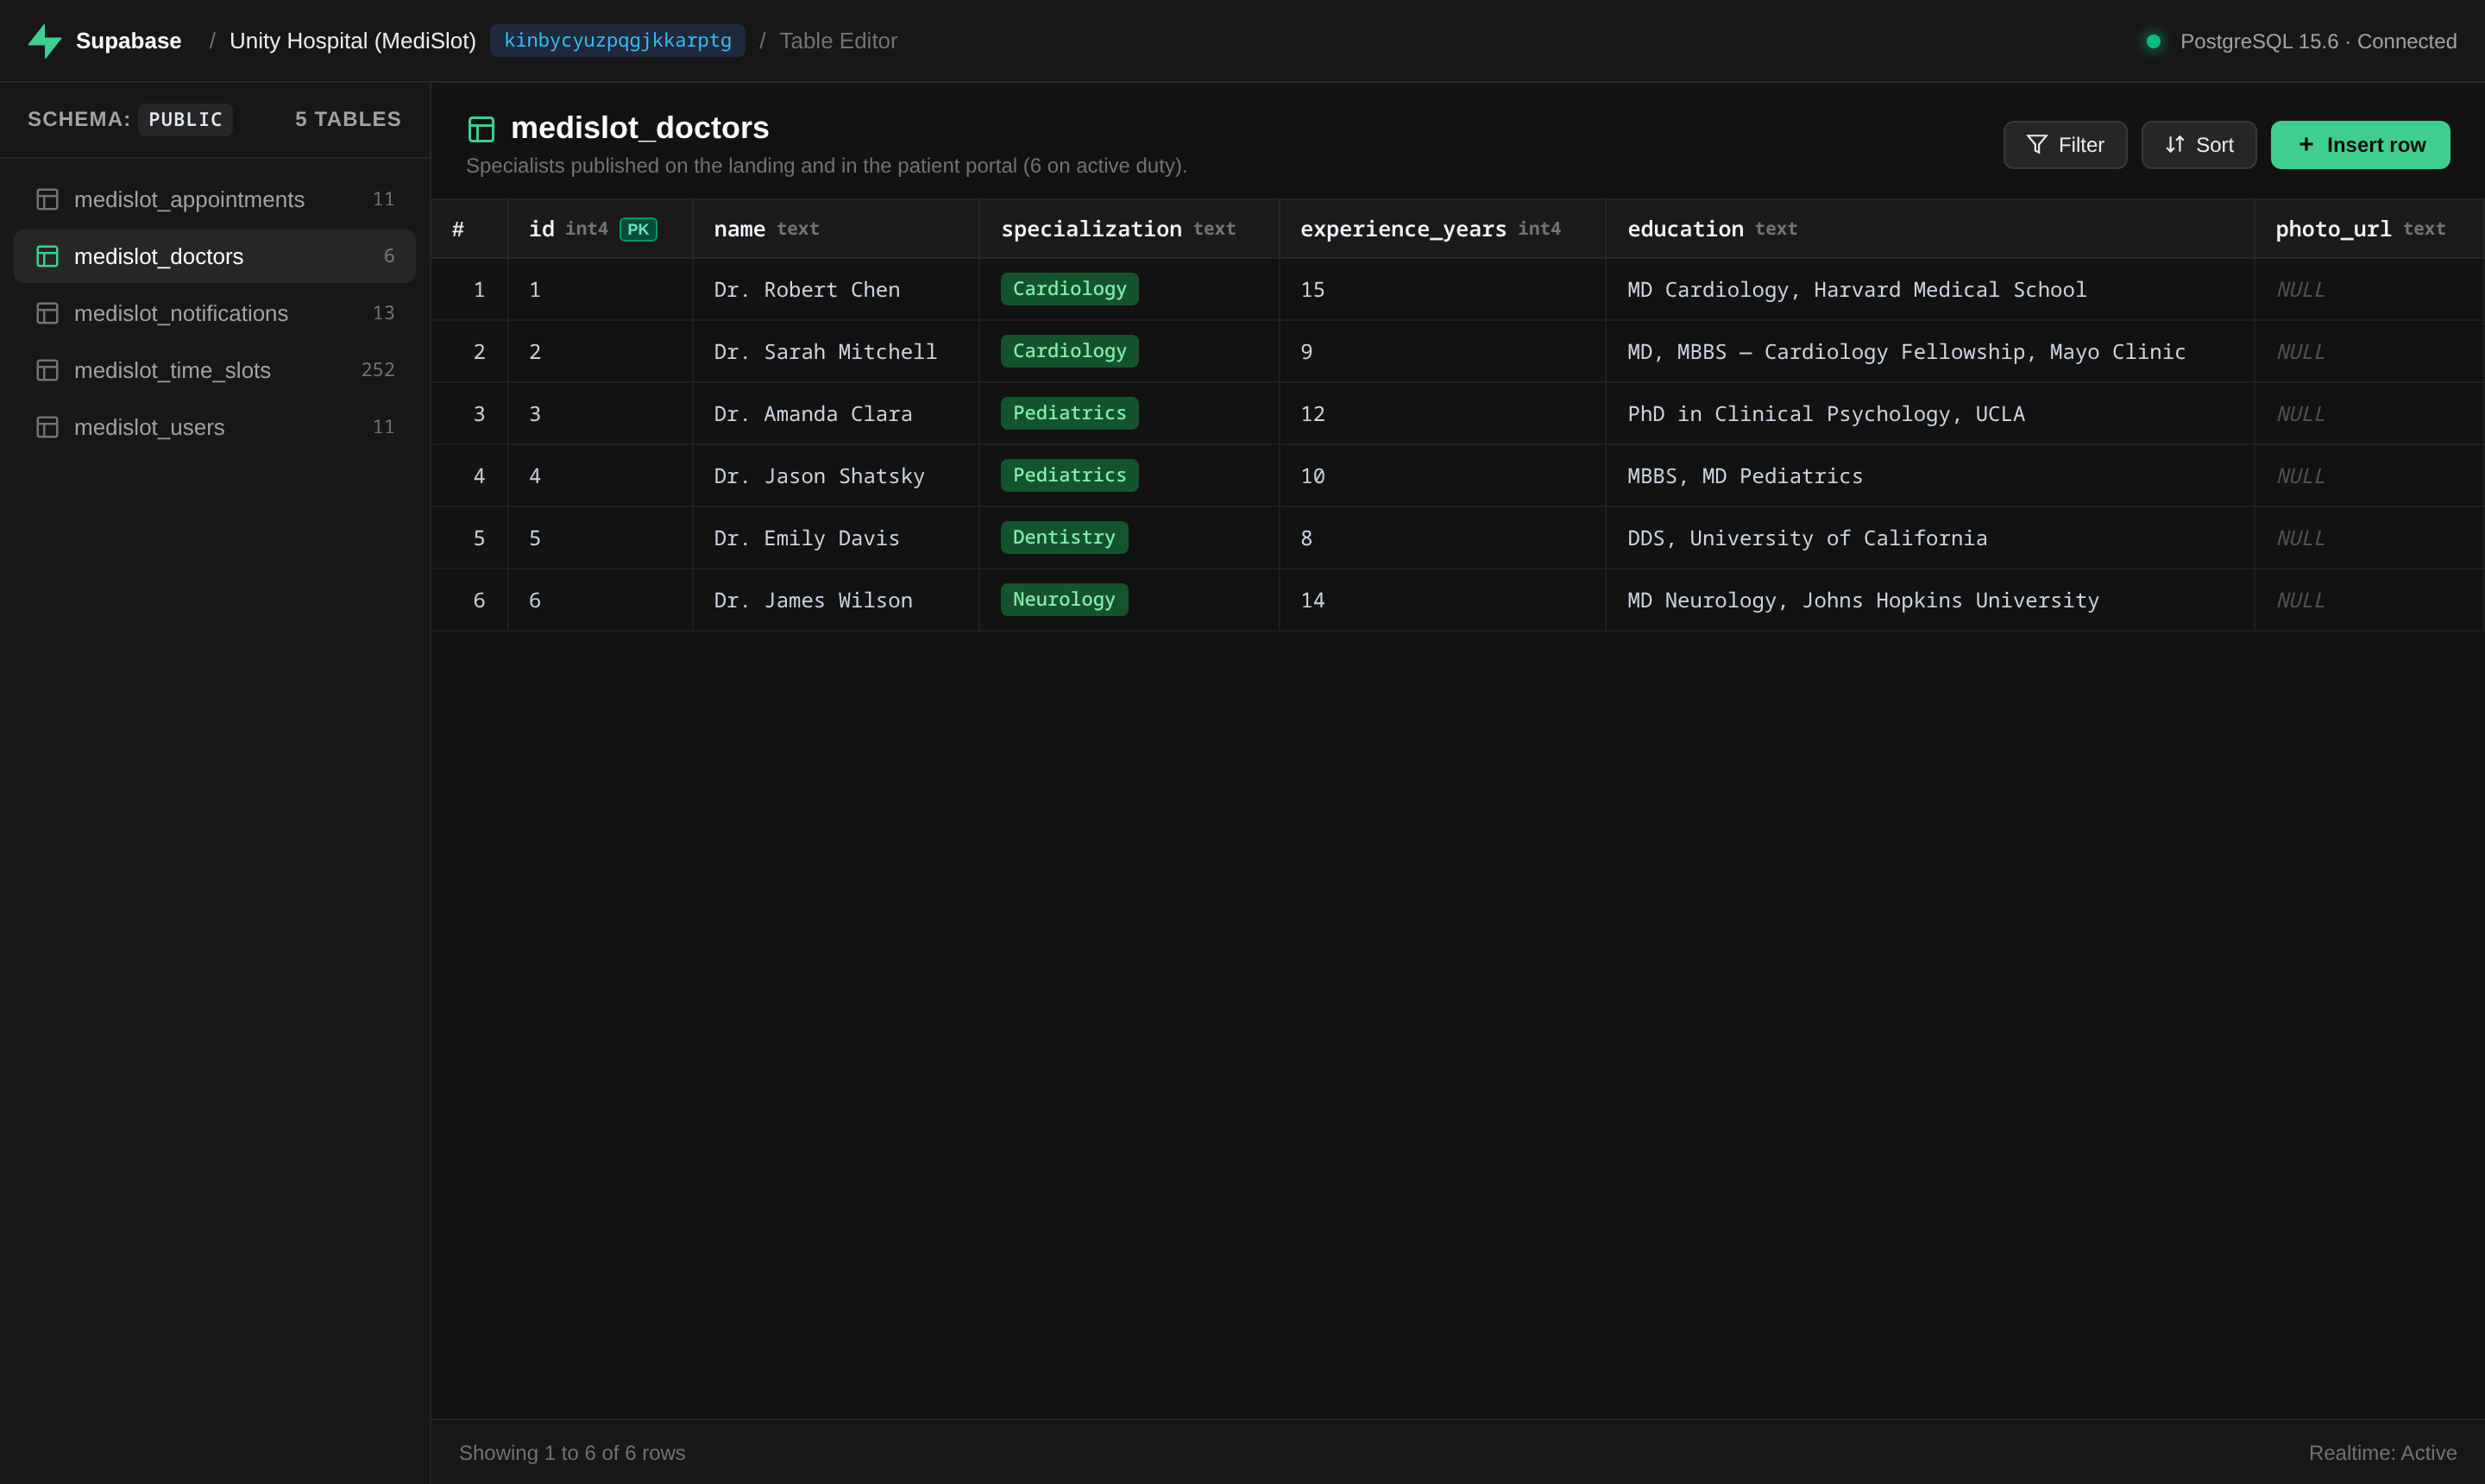 Supabase / Unity Hospital (MediSlot) kinbycyuzpqgjkkarptg / Table Editor PostgreSQL 15.6 · Connected
SCHEMA: PUBLIC 5 TABLES
medislot_appointments 11
medislot_doctors 6
medislot_notifications 13
medislot_time_slots 252
medislot_users 11
medislot_doctors
Specialists published on the landing and in the patient portal (6 on active duty).
Filter Sort + Insert row
# id int4 PK name text specialization text experience_years int4 education text photo_url text
1 1 Dr. Robert Chen Cardiology 15 MD Cardiology, Harvard Medical School NULL
2 2 Dr. Sarah Mitchell Cardiology 9 MD, MBBS — Cardiology Fellowship, Mayo Clinic NULL
3 3 Dr. Amanda Clara Pediatrics 12 PhD in Clinical Psychology, UCLA NULL
4 4 Dr. Jason Shatsky Pediatrics 10 MBBS, MD Pediatrics NULL
5 5 Dr. Emily Davis Dentistry 8 DDS, University of California NULL
6 6 Dr. James Wilson Neurology 14 MD Neurology, Johns Hopkins University NULL
Showing 1 to 6 of 6 rows Realtime: Active